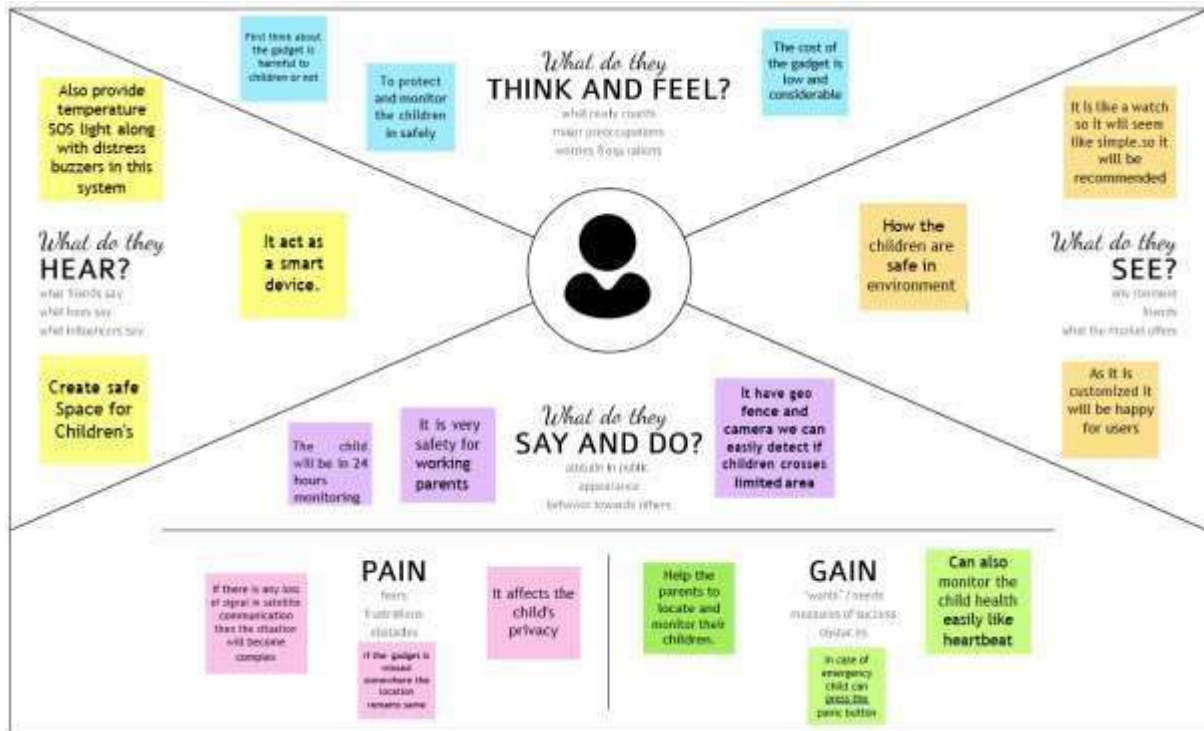 First think about
the gadget is
harmful to
children or not
To protect
and monitor
the children
in safely
What do they
THINK AND FEEL?
what really counts
major preoccupations
worries &
The cost of
the gadget is
low and
considerable
Also provide
temperature
SOS light along
with distress
buzzers in this
system
What do they
HEAR?
what friends say
what boss say
what influencers say
It act as
a smart
device.
Create safe
Space for
Children's
It is like a watch
so it will seem
like simple.so it
will be
recommended
How the
children are
safe in
environment
What do they
SEE?
environment
friends
what the market offers
As it is
customized it
will be happy
for users
The child
will be in 24
hours
monitoring
It is very
safety for
working
parents
What do they
SAY AND DO?
attitude in public
appearance
behavior towards others
It have geo
fence and
camera we can
easily detect if
children crosses
limited area
If there is any loss
of signal in satellite
communication
then the situation
will become
complex
PAIN
fears
frustrations
obstacles
If the gadget is
missed
somewhere the
location
remains same
It affects the
child's
privacy
Help the
parents to
locate and
monitor their
children.
GAIN
"wants" / needs
measures of success
In case of
emergency
child can
press the
panic button
Can also
monitor the
child health
easily like
heartbeat